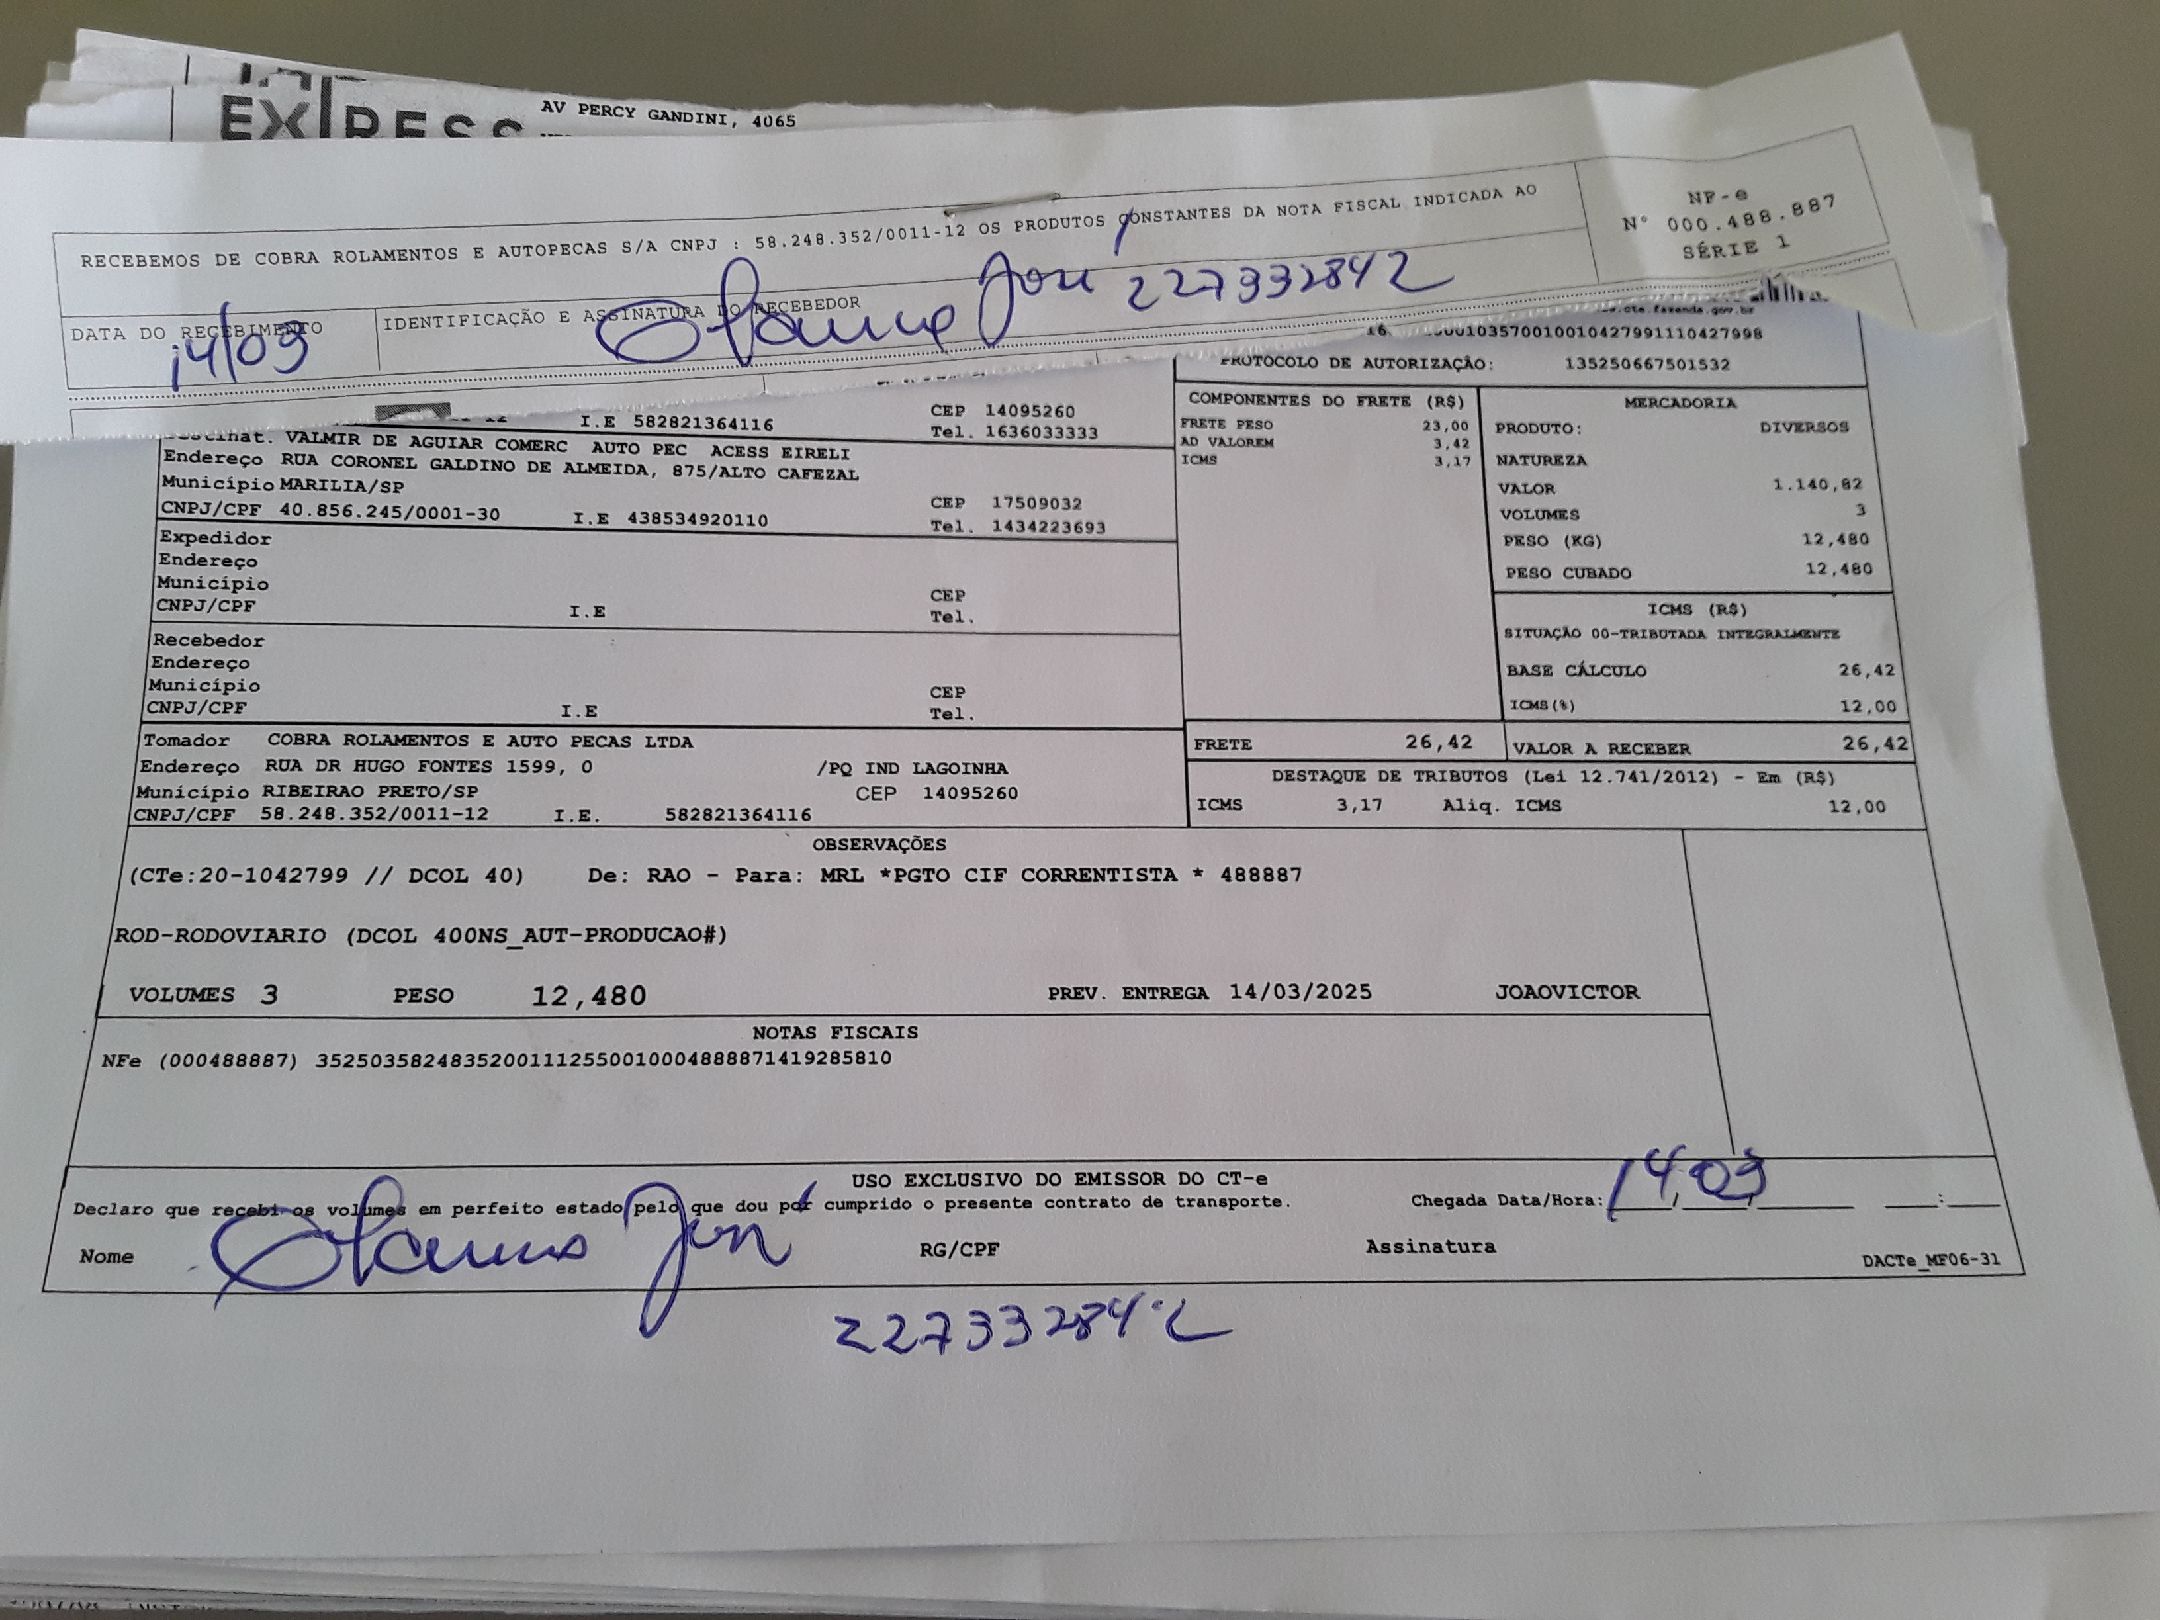 EXPRESS
AV PERCY GANDINI, 4065
RECEBEMOS DE COBRA ROLAMENTOS E AUTOPECAS S/A CNPJ : 58.248.352/0011-12 OS PRODUTOS CONSTANTES DA NOTA FISCAL INDICADA AO
NF-e
N° 000.488.887
SÉRIE 1
DATA DO RECEBIMENTO
14/03
IDENTIFICAÇÃO E ASSINATURA DO RECEBEDOR
227332842
.cte.fazenda.gov.br
000103570010010427991110427998
PROTOCOLO DE AUTORIZAÇÃO: 135250667501532
I.E 582821364116
CEP 14095260
Tel. 1636033333
Destinat. VALMIR DE AGUIAR COMERC AUTO PEC ACESS EIRELI
Endereço RUA CORONEL GALDINO DE ALMEIDA, 875/ALTO CAFEZAL
Município MARILIA/SP
CEP 17509032
CNPJ/CPF 40.856.245/0001-30 I.E 438534920110
Tel. 1434223693
Expedidor
Endereço
Município
CEP
CNPJ/CPF I.E
Tel.
Recebedor
Endereço
Município
CEP
CNPJ/CPF I.E
Tel.
Tomador COBRA ROLAMENTOS E AUTO PECAS LTDA
Endereço RUA DR HUGO FONTES 1599, 0 /PQ IND LAGOINHA
Município RIBEIRAO PRETO/SP CEP 14095260
CNPJ/CPF 58.248.352/0011-12 I.E. 582821364116
COMPONENTES DO FRETE (R$)
FRETE PESO 23,00
AD VALOREM 3,42
ICMS 3,17
MERCADORIA
PRODUTO: DIVERSOS
NATUREZA
VALOR 1.140,82
VOLUMES 3
PESO (KG) 12,480
PESO CUBADO 12,480
ICMS (R$)
SITUAÇÃO 00-TRIBUTADA INTEGRALMENTE
BASE CÁLCULO 26,42
ICMS(%) 12,00
FRETE 26,42
VALOR A RECEBER 26,42
DESTAQUE DE TRIBUTOS (Lei 12.741/2012) - Em (R$)
ICMS 3,17 Aliq. ICMS 12,00
OBSERVAÇÕES
(CTe:20-1042799 // DCOL 40) De: RAO - Para: MRL *PGTO CIF CORRENTISTA * 488887
ROD-RODOVIARIO (DCOL 400NS_AUT-PRODUCAO#)
VOLUMES 3 PESO 12,480 PREV. ENTREGA 14/03/2025 JOAOVICTOR
NOTAS FISCAIS
NFe (000488887) 35250358248352001112550010004888871419285810
USO EXCLUSIVO DO EMISSOR DO CT-e
Declaro que recebi os volumes em perfeito estado pelo que dou por cumprido o presente contrato de transporte.
Chegada Data/Hora: 14/03
Nome
RG/CPF
Assinatura
DACTe_MF06-31
227332842